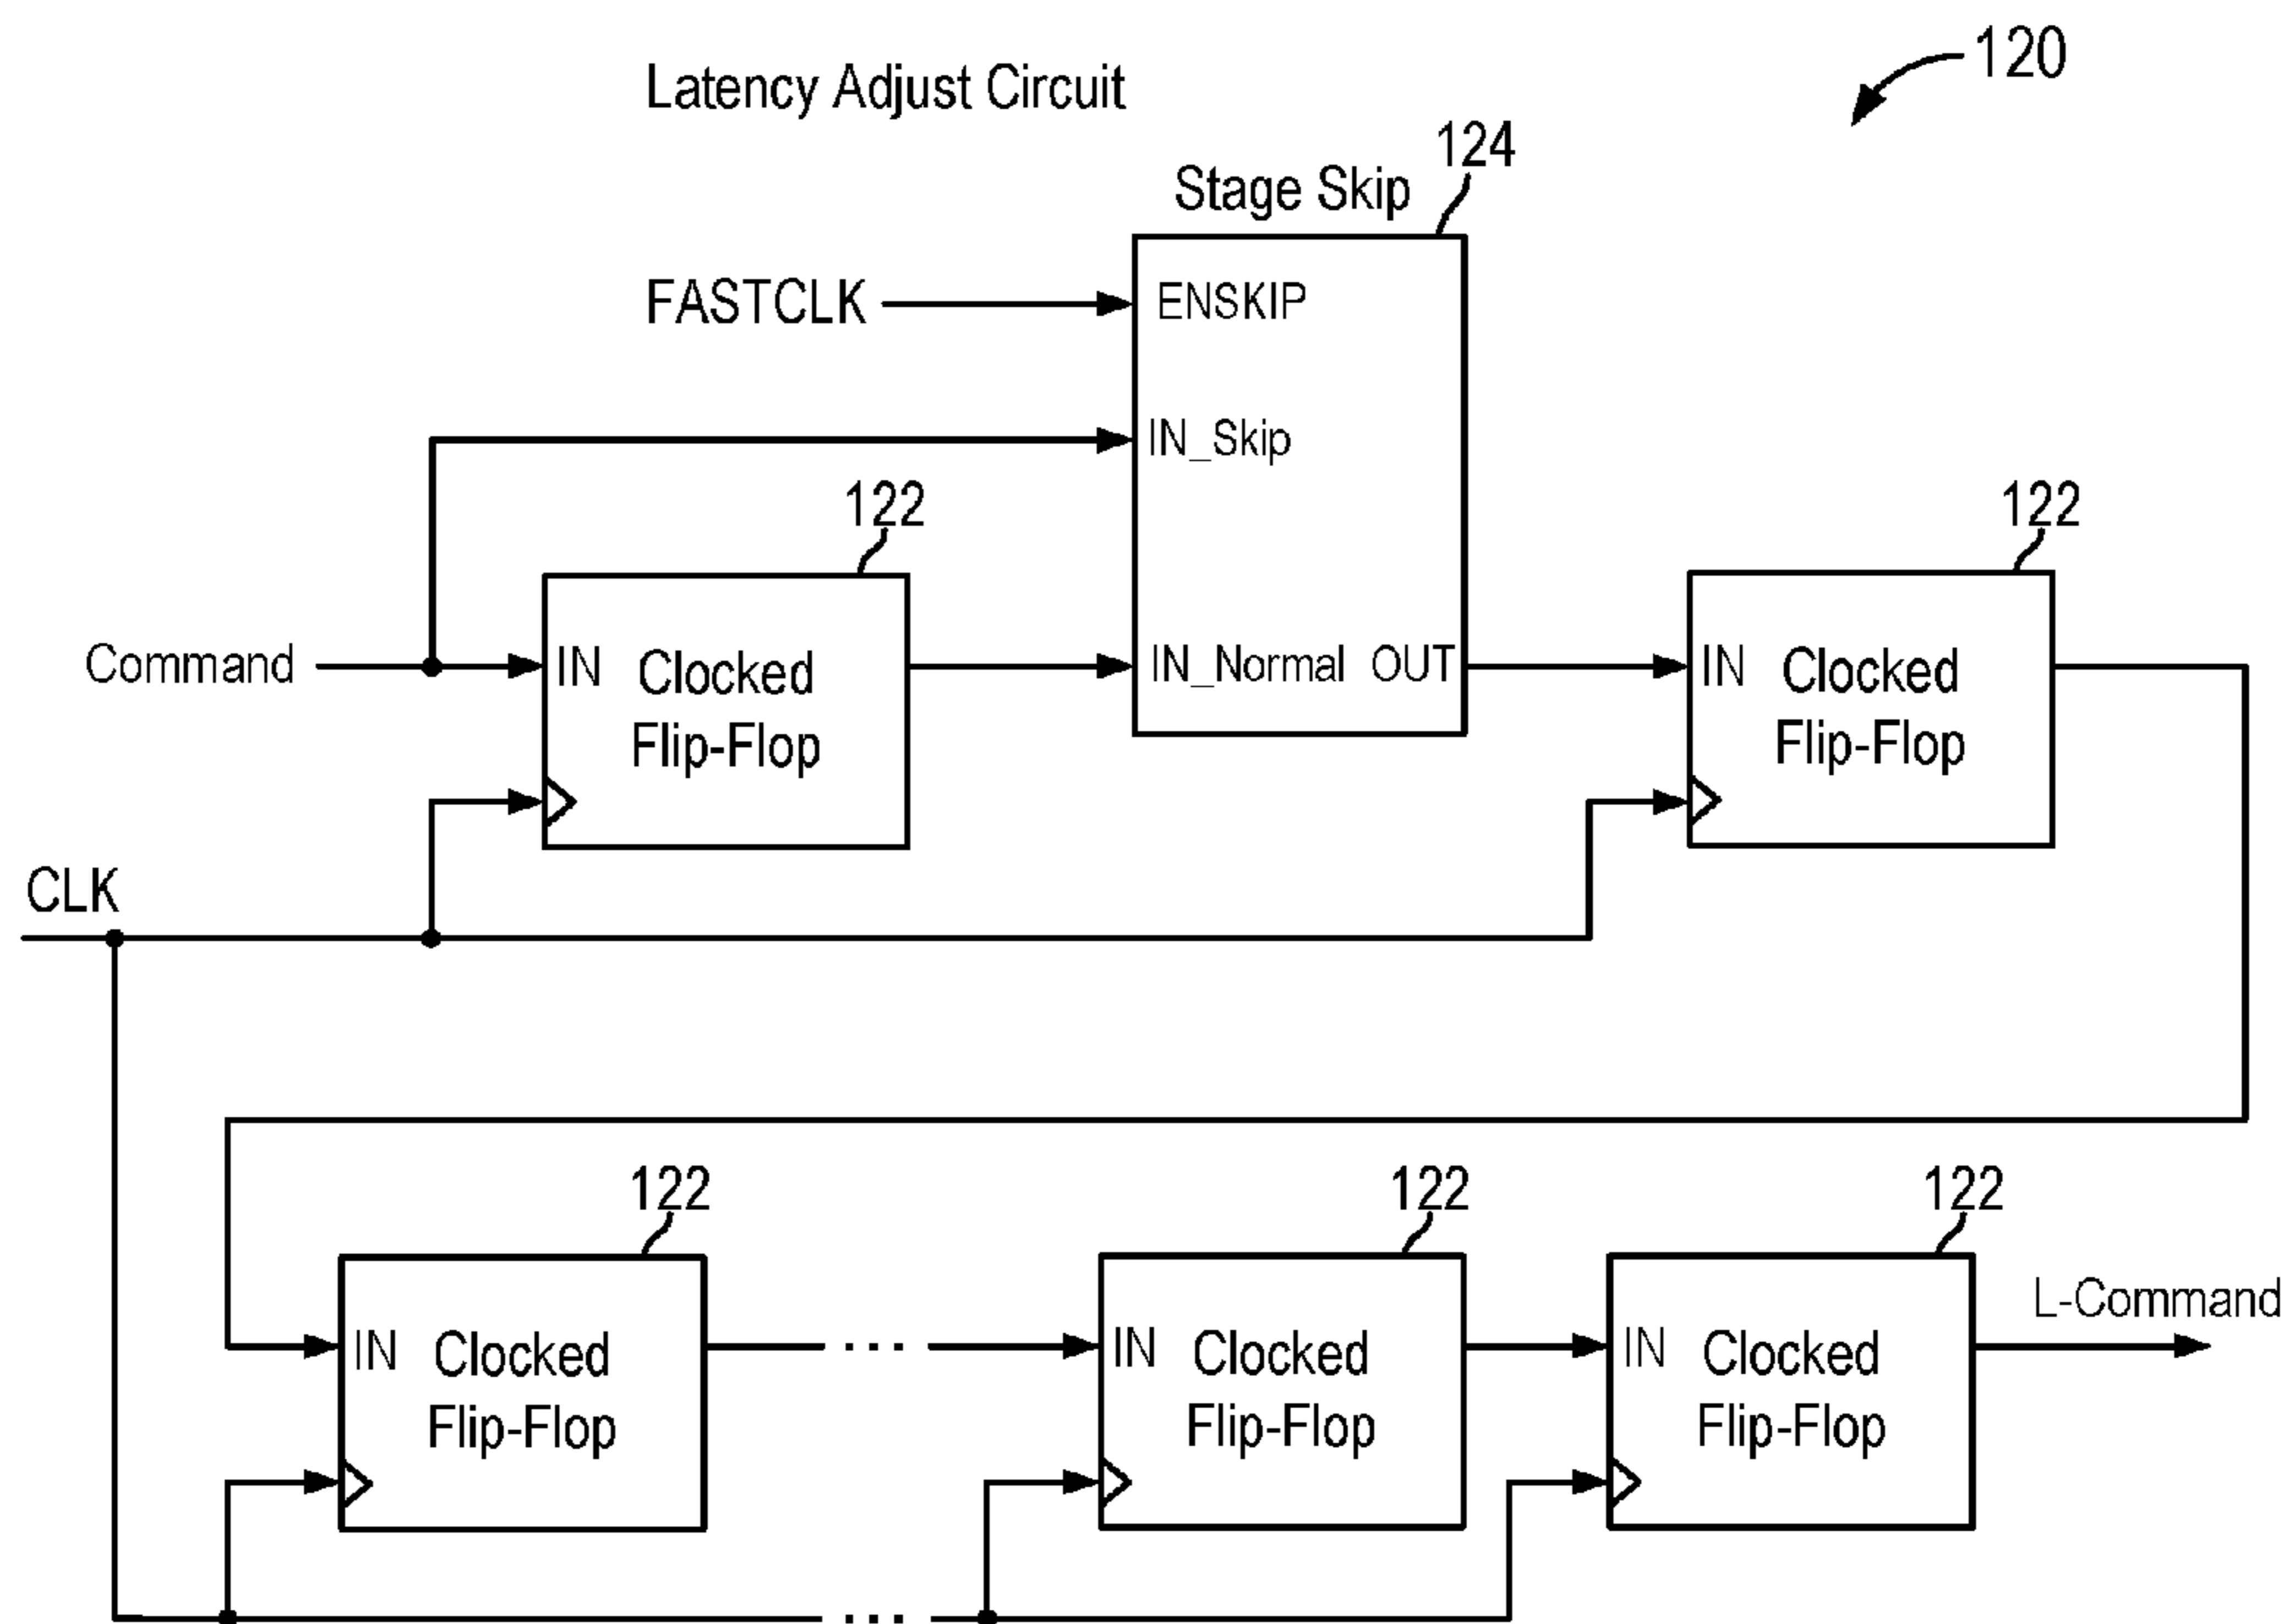 120
Latency Adjust Circuit
124
Stage Skip
FASTCLK
ENSKIP
IN_Skip
122
122
Command
IN
Clocked
Flip-Flop
IN_Normal
OUT
IN
Clocked
Flip-Flop
CLK
122
122
122
L-Command
IN
Clocked
Flip-Flop
...
IN
Clocked
Flip-Flop
IN
Clocked
Flip-Flop
...